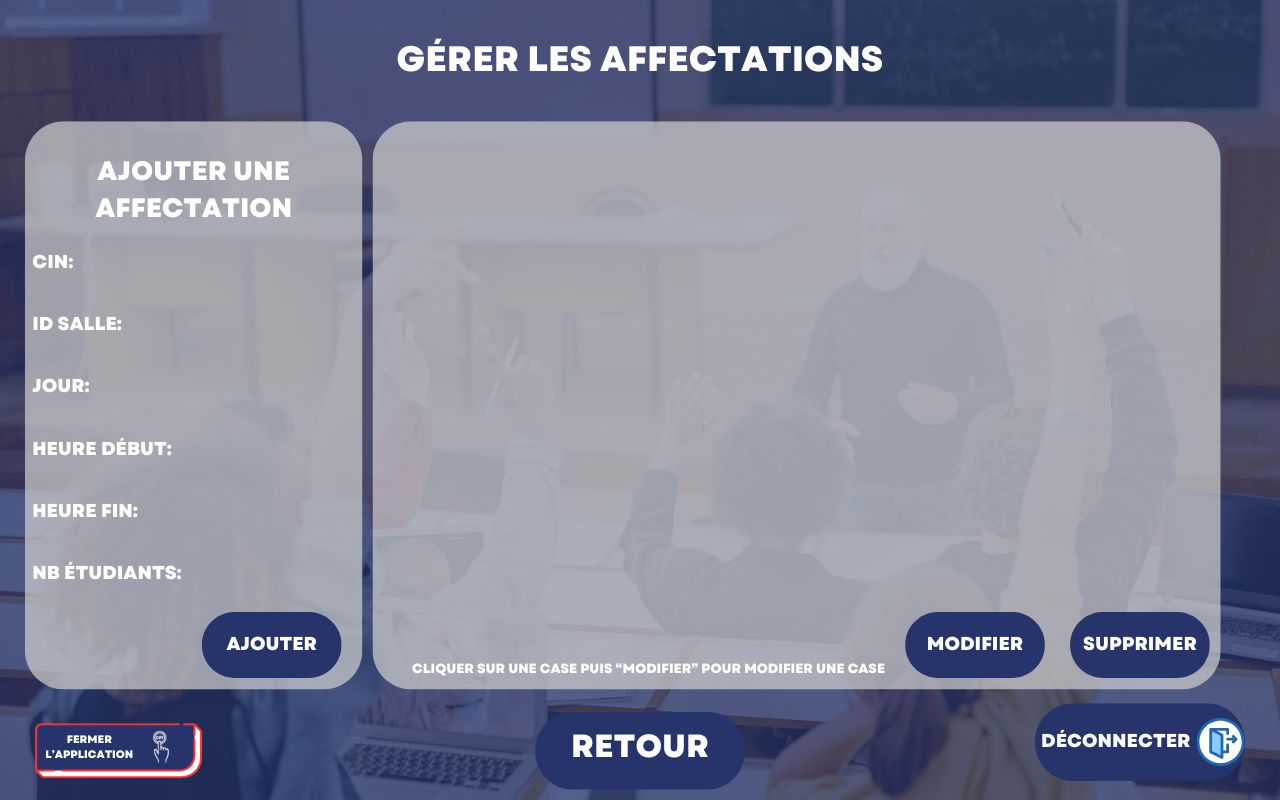 GÉRER LES AFFECTATIONS
AJOUTER UNE
AFFECTATION
CIN:
ID SALLE:
JOUR:
HEURE DÉBUT:
HEURE FIN:
NB ÉTUDIANTS:
AJOUTER
CLIQUER SUR UNE CASE PUIS “MODIFIER” POUR MODIFIER UNE CASE
MODIFIER
SUPPRIMER
FERMER
L’APPLICATION
OFF
RETOUR
DÉCONNECTER